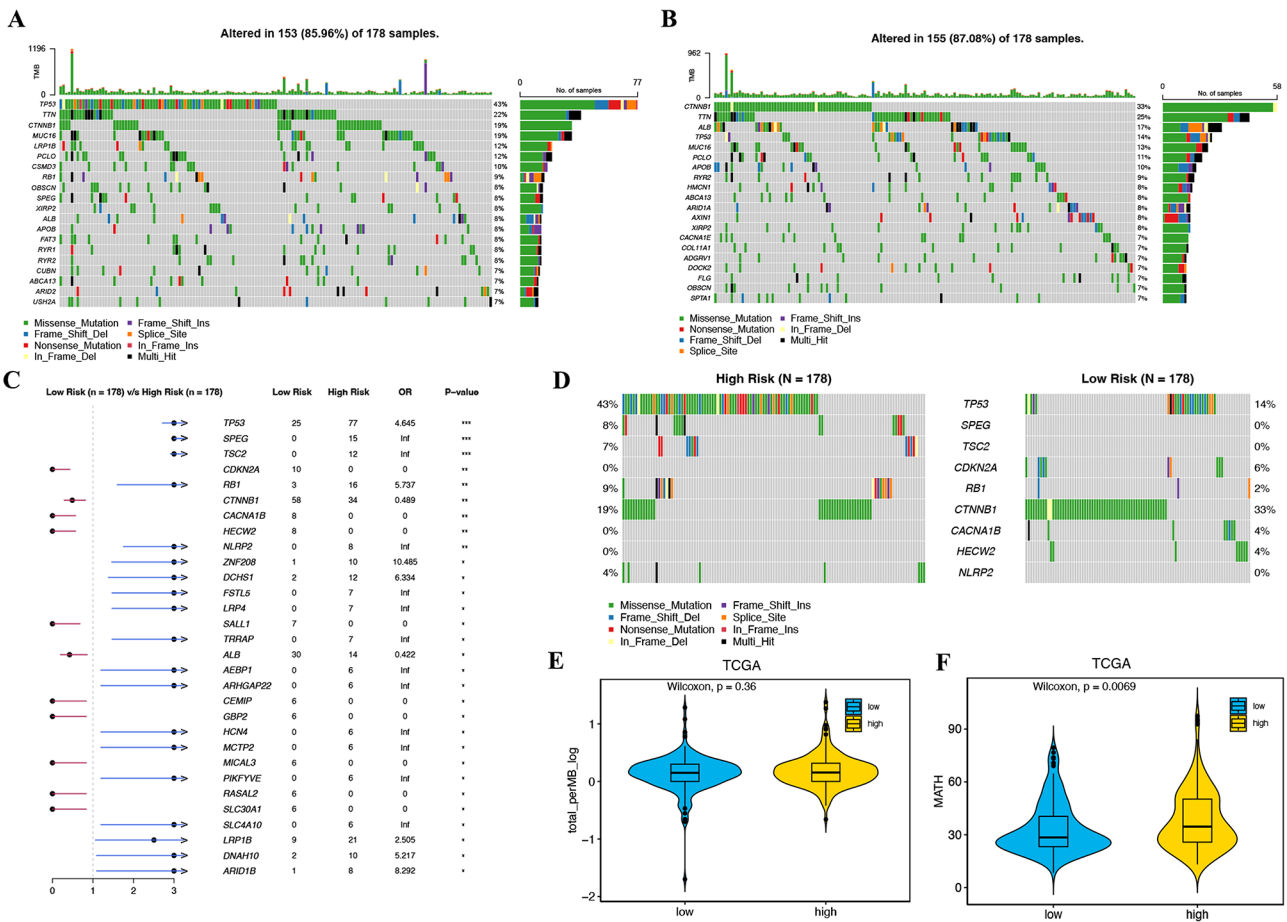 A
Altered in 153 (85.96%) of 178 samples.
1196
TMB
0
0 77
No. of samples
TP53 43%
TTN 22%
CTNNB1 19%
MUC16 19%
LRP1B 12%
PCLO 12%
CSMD3 10%
RB1 9%
OBSCN 8%
SPEG 8%
XIRP2 8%
ALB 8%
APOB 8%
FAT3 8%
RYR1 8%
RYR2 8%
CUBN 7%
ABCA13 7%
ARID2 7%
USH2A 7%
Missense_Mutation Frame_Shift_Ins
Frame_Shift_Del Splice_Site
Nonsense_Mutation In_Frame_Ins
In_Frame_Del Multi_Hit
B
Altered in 155 (87.08%) of 178 samples.
962
TMB
0
0 58
No. of samples
CTNNB1 33%
TTN 25%
ALB 17%
TP53 14%
MUC16 13%
PCLO 11%
APOB 10%
RYR2 9%
HMCN1 8%
ABCA13 8%
ARID1A 8%
AXIN1 8%
XIRP2 8%
CACNA1E 7%
COL11A1 7%
ADGRV1 7%
DOCK2 7%
FLG 7%
OBSCN 7%
SPTA1 7%
Missense_Mutation Frame_Shift_Ins
Nonsense_Mutation In_Frame_Del
Frame_Shift_Del Multi_Hit
Splice_Site
C
Low Risk (n = 178) v/s High Risk (n = 178) Low Risk High Risk OR P-value
TP53 25 77 4.645 ***
SPEG 0 15 Inf ***
TSC2 0 12 Inf ***
CDKN2A 10 0 0 **
RB1 3 16 5.737 **
CTNNB1 58 34 0.489 **
CACNA1B 8 0 0 **
HECW2 8 0 0 **
NLRP2 0 8 Inf **
ZNF208 1 10 10.485 *
DCHS1 2 12 6.334 *
FSTL5 0 7 Inf *
LRP4 0 7 Inf *
SALL1 7 0 0 *
TRRAP 0 7 Inf *
ALB 30 14 0.422 *
AEBP1 0 6 Inf *
ARHGAP22 0 6 Inf *
CEMIP 6 0 0 *
GBP2 6 0 0 *
HCN4 0 6 Inf *
MCTP2 0 6 Inf *
MICAL3 6 0 0 *
PIKFYVE 0 6 Inf *
RASAL2 6 0 0 *
SLC30A1 6 0 0 *
SLC4A10 0 6 Inf *
LRP1B 9 21 2.505 *
DNAH10 2 10 5.217 *
ARID1B 1 8 8.292 *
0 1 3
D
High Risk (N = 178) Low Risk (N = 178)
43% TP53 14%
8% SPEG 0%
7% TSC2 0%
0% CDKN2A 6%
9% RB1 2%
19% CTNNB1 33%
0% CACNA1B 4%
0% HECW2 4%
4% NLRP2 0%
Missense_Mutation Frame_Shift_Ins
Frame_Shift_Del Splice_Site
Nonsense_Mutation In_Frame_Ins
In_Frame_Del Multi_Hit
E
TCGA
Wilcoxon, p = 0.36
low
high
total_perMB_log
1
0
−1
−2
low high
F
TCGA
Wilcoxon, p = 0.0069
low
high
MATH
90
60
30
0
low high